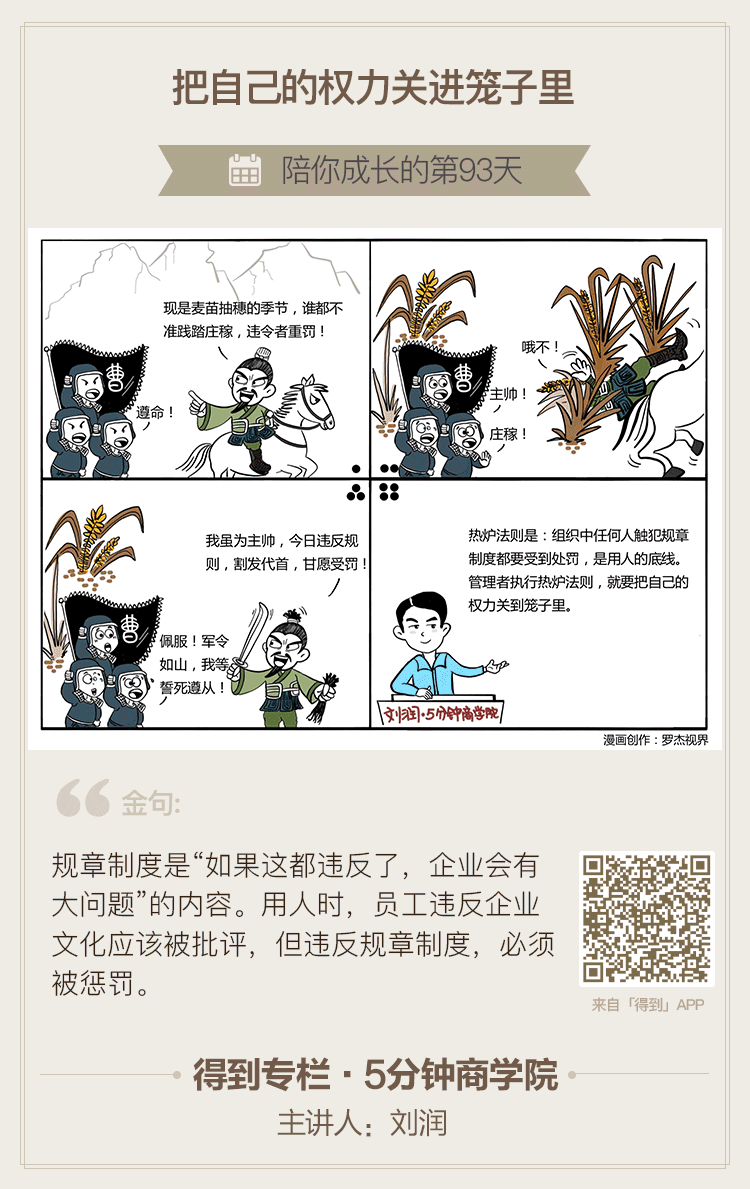 把自己的权力关进笼子里
陪你成长的第93天
现是麦苗抽穗的季节，谁都不
准践踏庄稼，违令者重罚！
曹
遵命！
哦不！
曹
主帅！
庄稼！
我虽为主帅，今日违反规
则，割发代首，甘愿受罚！
曹
佩服！军令
如山，我等
誓死遵从！
热炉法则是：组织中任何人触犯规章
制度都要受到处罚，是用人的底线。
管理者执行热炉法则，就要把自己的
权力关到笼子里。
刘润·5分钟商学院
漫画创作：罗杰视界
金句:
规章制度是“如果这都违反了，企业会有
大问题”的内容。用人时，员工违反企业
文化应该被批评，但违反规章制度，必须
被惩罚。
来自「得到」APP
得到专栏·5分钟商学院
主讲人：刘润